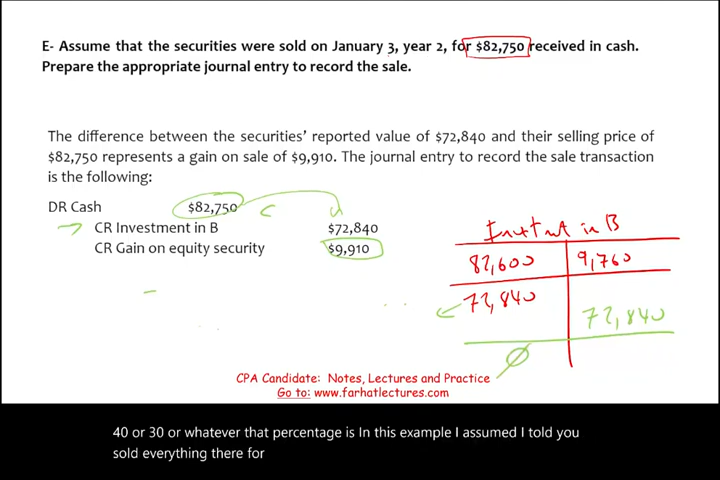 E- Assume that the securities were sold on January 3, year 2, for $82,750 received in cash.
Prepare the appropriate journal entry to record the sale.
The difference between the securities' reported value of $72,840 and their selling price of
$82,750 represents a gain on sale of $9,910. The journal entry to record the sale transaction
is the following:
DR Cash $82,750
CR Investment in B $72,840
CR Gain on equity security $9,910
in B
82,600 9,760
72,840
72,840
CPA Candidate: Notes, Lectures and Practice
Go to: www.farhatlectures.com
40 or 30 or whatever that percentage is In this example I assumed I told you
sold everything there for